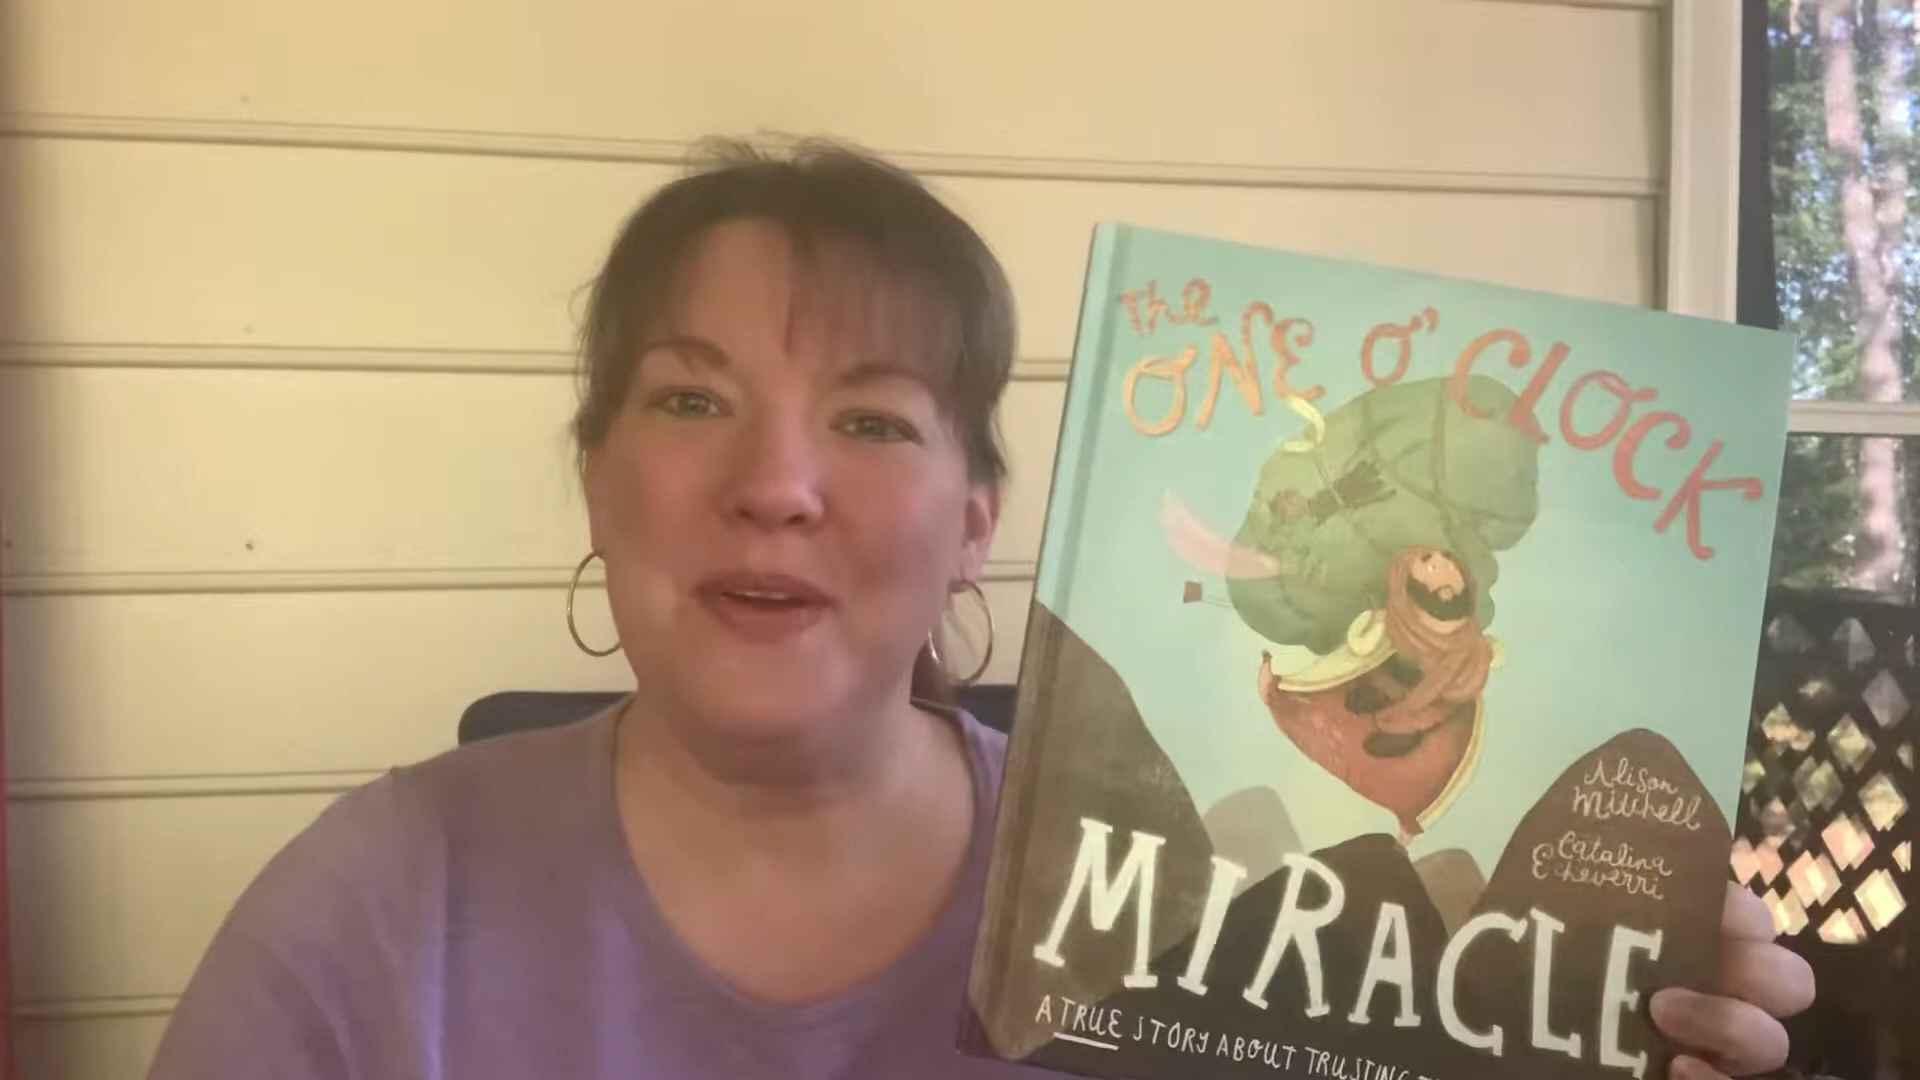 The
ONE O'CLOCK
MIRACLE
Alison
Mitchell
Catalina
Echeverri
A TRUE STORY ABOUT TRUSTING